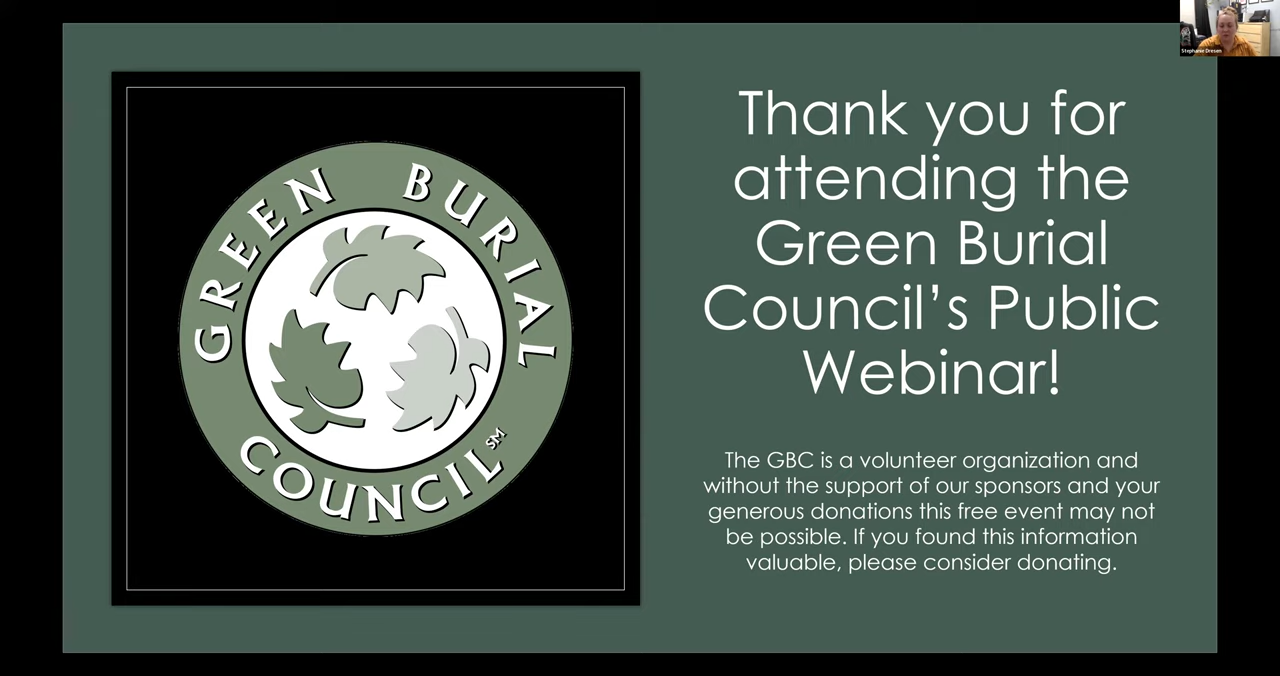 GREEN BURIAL
COUNCIL SM
Thank you for
attending the
Green Burial
Council’s Public
Webinar!
The GBC is a volunteer organization and
without the support of our sponsors and your
generous donations this free event may not
be possible. If you found this information
valuable, please consider donating.
Stephanie Dresen